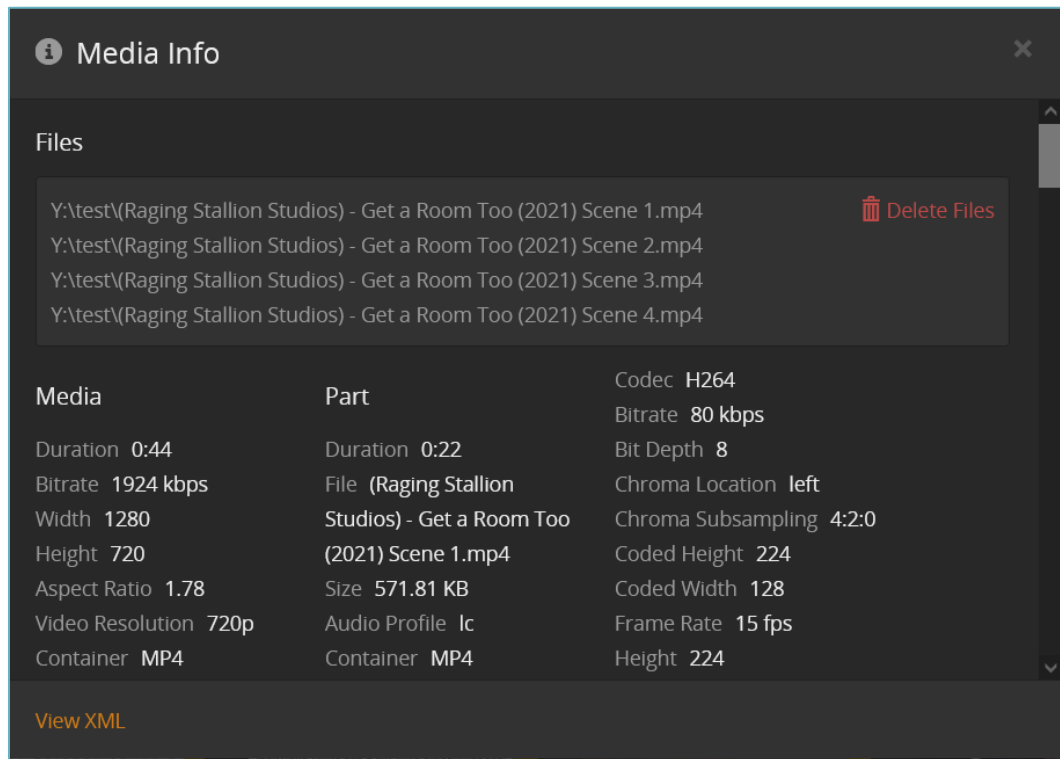 Media Info
Files
Y:\test\(Raging Stallion Studios) - Get a Room Too (2021) Scene 1.mp4
Delete Files
Y:\test\(Raging Stallion Studios) - Get a Room Too (2021) Scene 2.mp4
Y:\test\(Raging Stallion Studios) - Get a Room Too (2021) Scene 3.mp4
Y:\test\(Raging Stallion Studios) - Get a Room Too (2021) Scene 4.mp4
Media
Duration 0:44
Bitrate 1924 kbps
Width 1280
Height 720
Aspect Ratio 1.78
Video Resolution 720p
Container MP4
Part
Duration 0:22
File (Raging Stallion
Studios) - Get a Room Too
(2021) Scene 1.mp4
Size 571.81 KB
Audio Profile lc
Container MP4
Codec H264
Bitrate 80 kbps
Bit Depth 8
Chroma Location left
Chroma Subsampling 4:2:0
Coded Height 224
Coded Width 128
Frame Rate 15 fps
Height 224
View XML